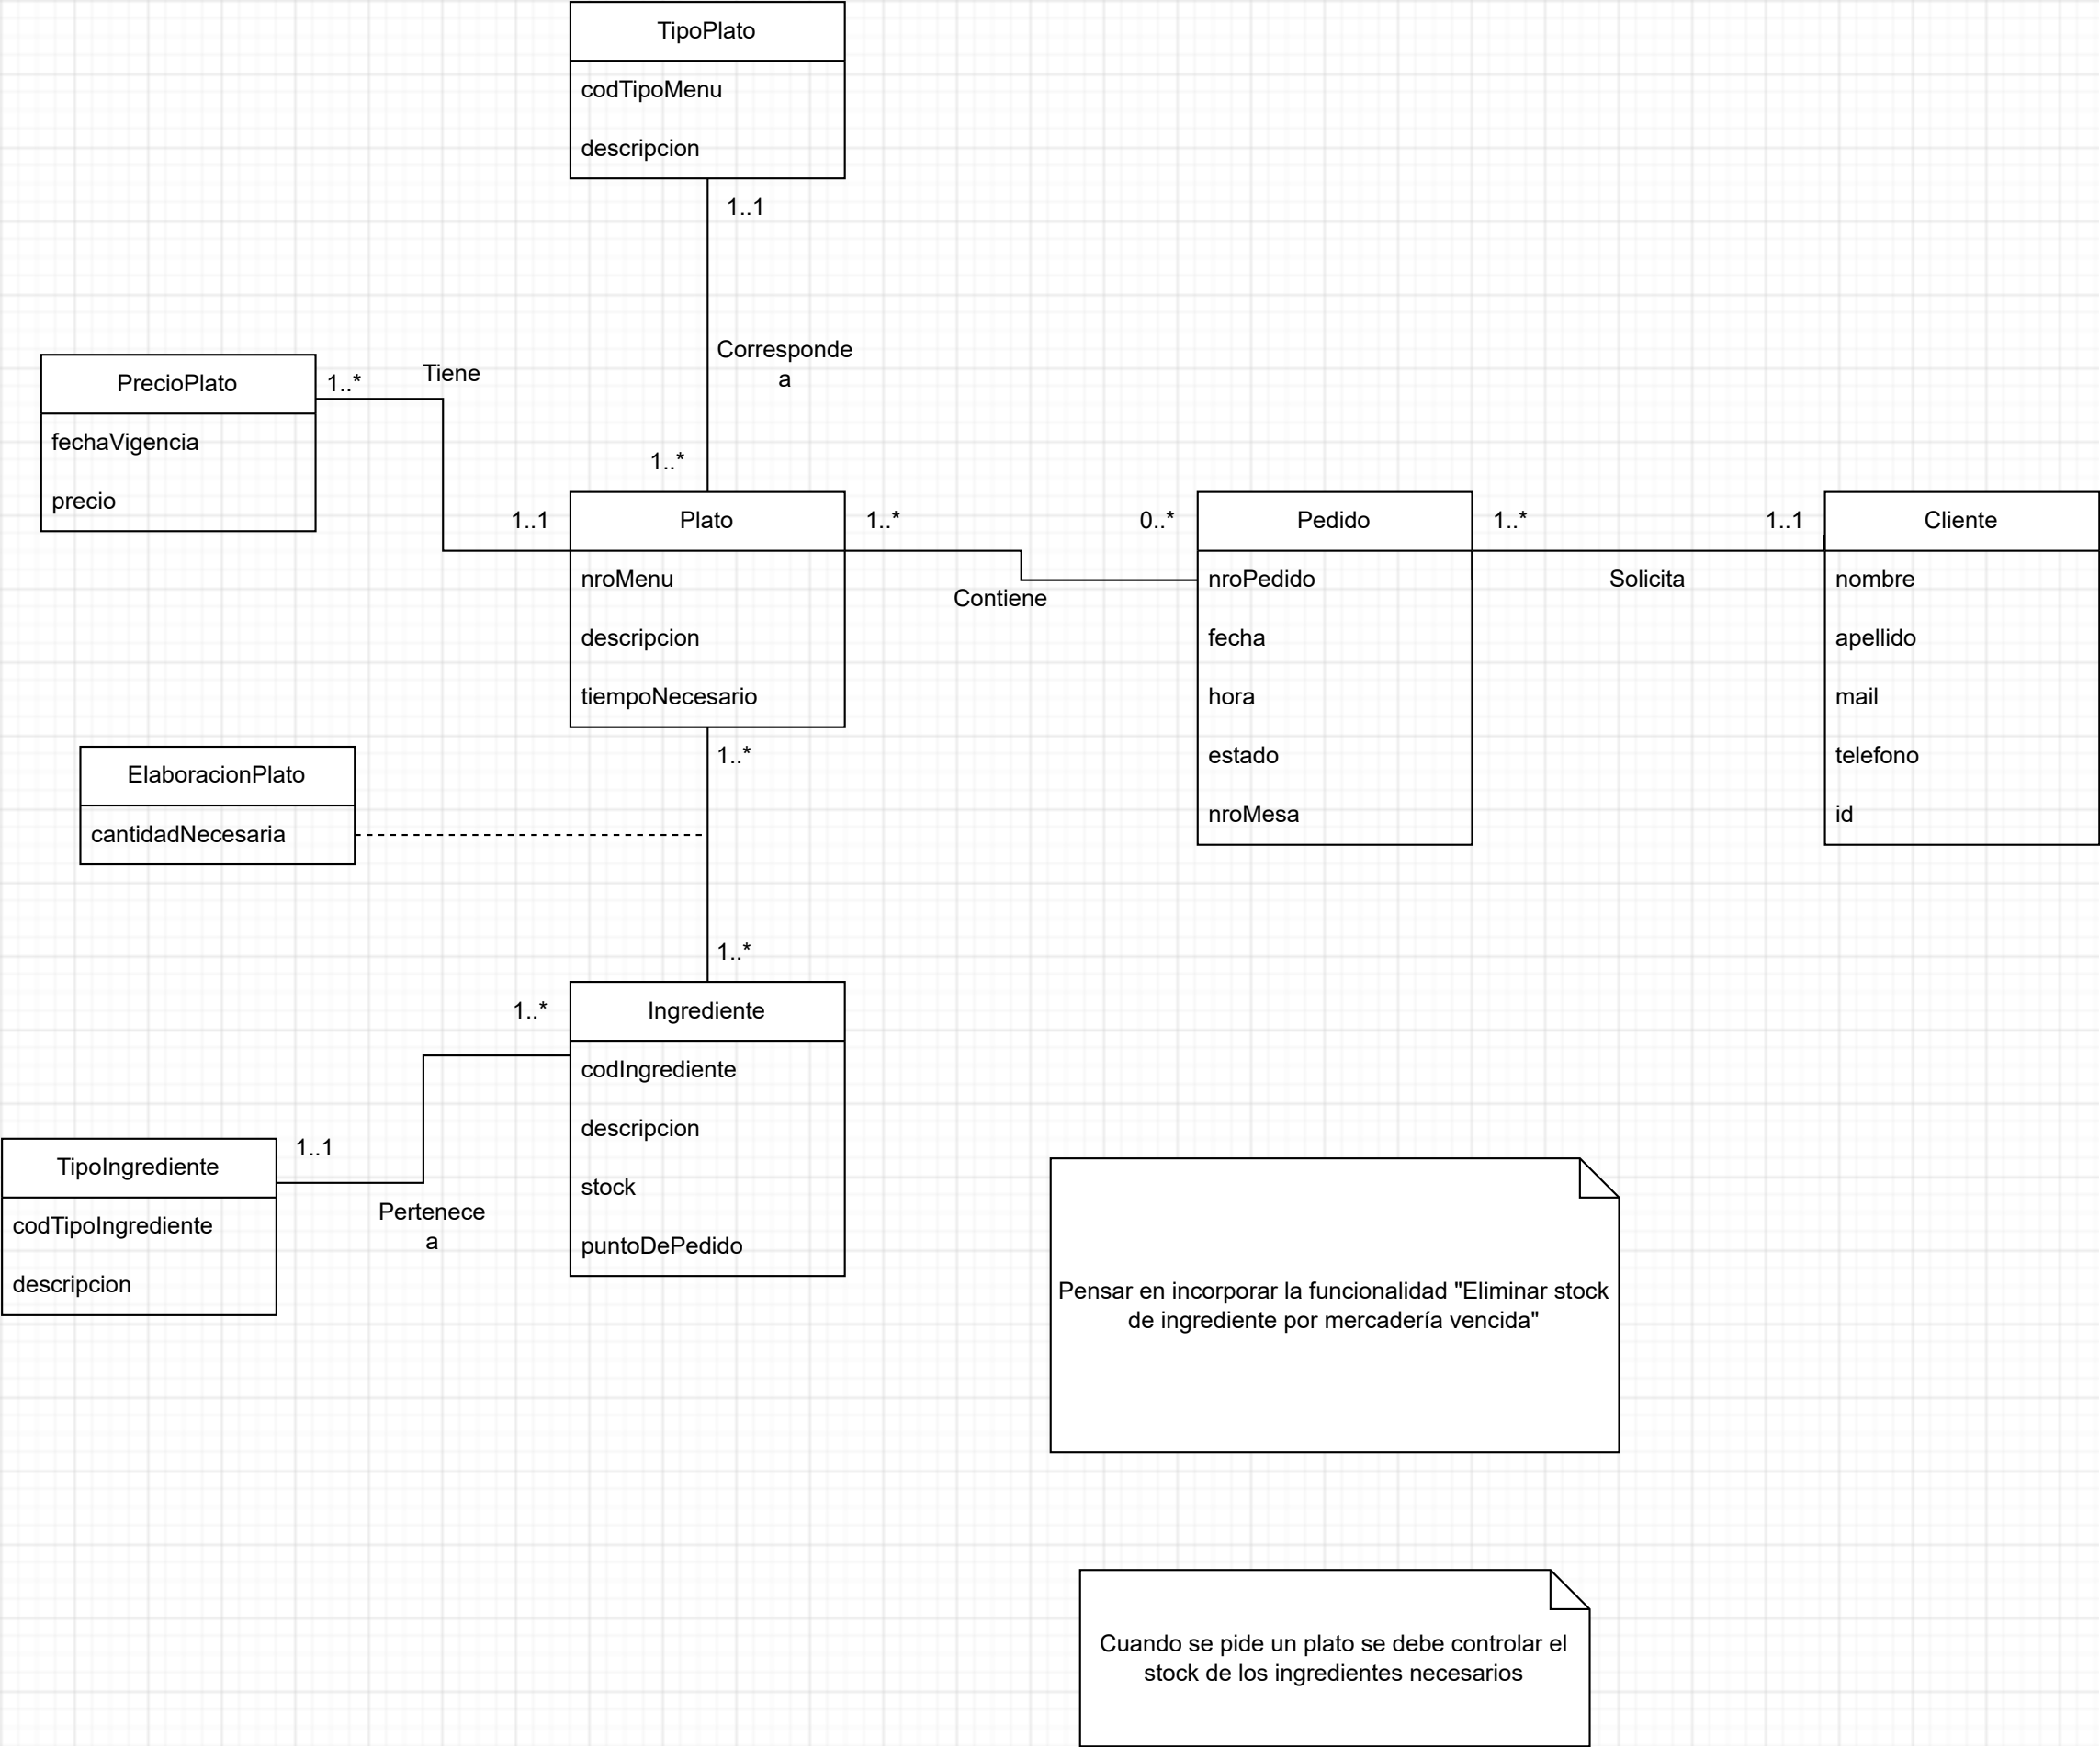 TipoPlato
codTipoMenu
descripcion
1..1
Corresponde
a
1..*
PrecioPlato
fechaVigencia
precio
1..*
Tiene
1..1
Plato
nroMenu
descripcion
tiempoNecesario
1..*
0..*
Contiene
Pedido
nroPedido
fecha
hora
estado
nroMesa
1..*
1..1
Solicita
Cliente
nombre
apellido
mail
telefono
id
ElaboracionPlato
cantidadNecesaria
1..*
1..*
Ingrediente
codIngrediente
descripcion
stock
puntoDePedido
1..*
1..1
Pertenece
a
TipoIngrediente
codTipoIngrediente
descripcion
Pensar en incorporar la funcionalidad "Eliminar stock
de ingrediente por mercadería vencida"
Cuando se pide un plato se debe controlar el
stock de los ingredientes necesarios